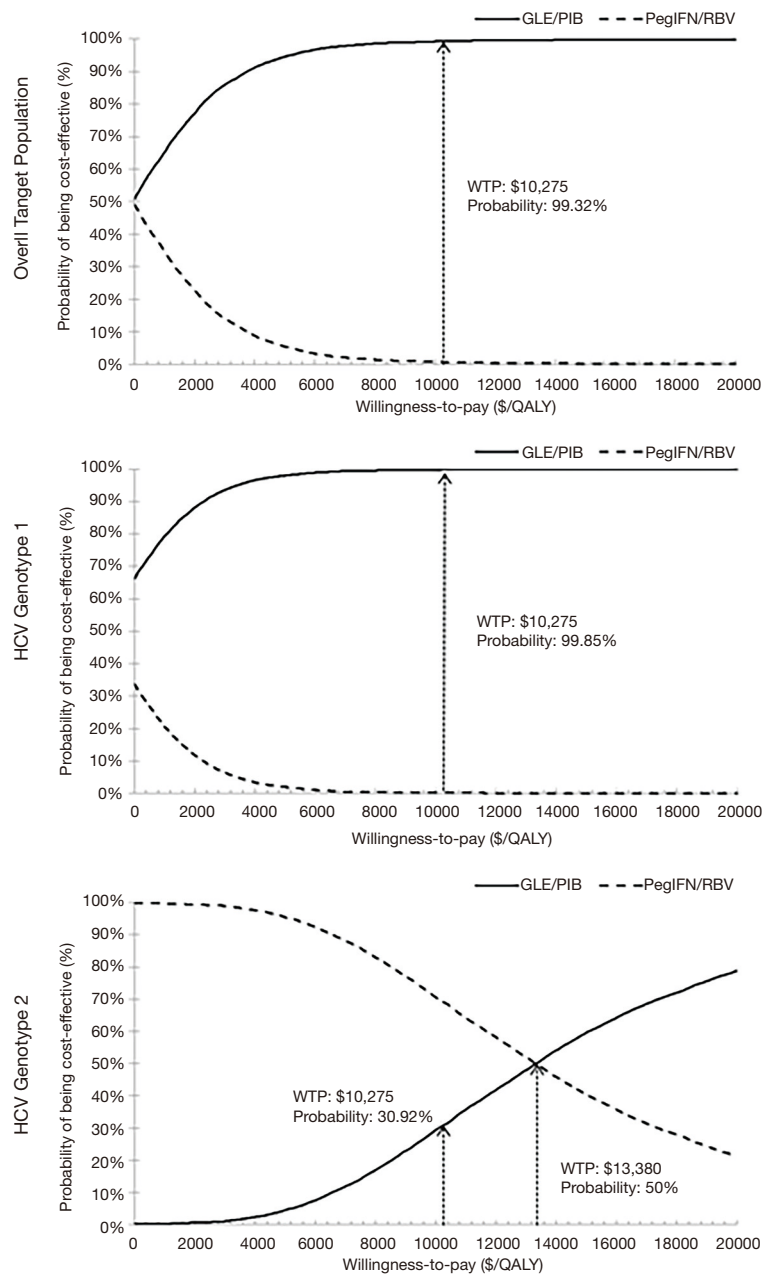 GLE/PIB PegIFN/RBV
Overll Tanget Population
Probability of being cost-effective (%)
100%
90%
80%
70%
60%
50%
40%
30%
20%
10%
0%
WTP: $10,275
Probability: 99.32%
0 2000 4000 6000 8000 10000 12000 14000 16000 18000 20000
Willingness-to-pay ($/QALY)
GLE/PIB PegIFN/RBV
HCV Genotype 1
Probability of being cost-effective (%)
100%
90%
80%
70%
60%
50%
40%
30%
20%
10%
0%
WTP: $10,275
Probability: 99.85%
0 2000 4000 6000 8000 10000 12000 14000 16000 18000 20000
Willingness-to-pay ($/QALY)
GLE/PIB PegIFN/RBV
HCV Genotype 2
Probability of being cost-effective (%)
100%
90%
80%
70%
60%
50%
40%
30%
20%
10%
0%
WTP: $10,275
Probability: 30.92%
WTP: $13,380
Probability: 50%
0 2000 4000 6000 8000 10000 12000 14000 16000 18000 20000
Willingness-to-pay ($/QALY)